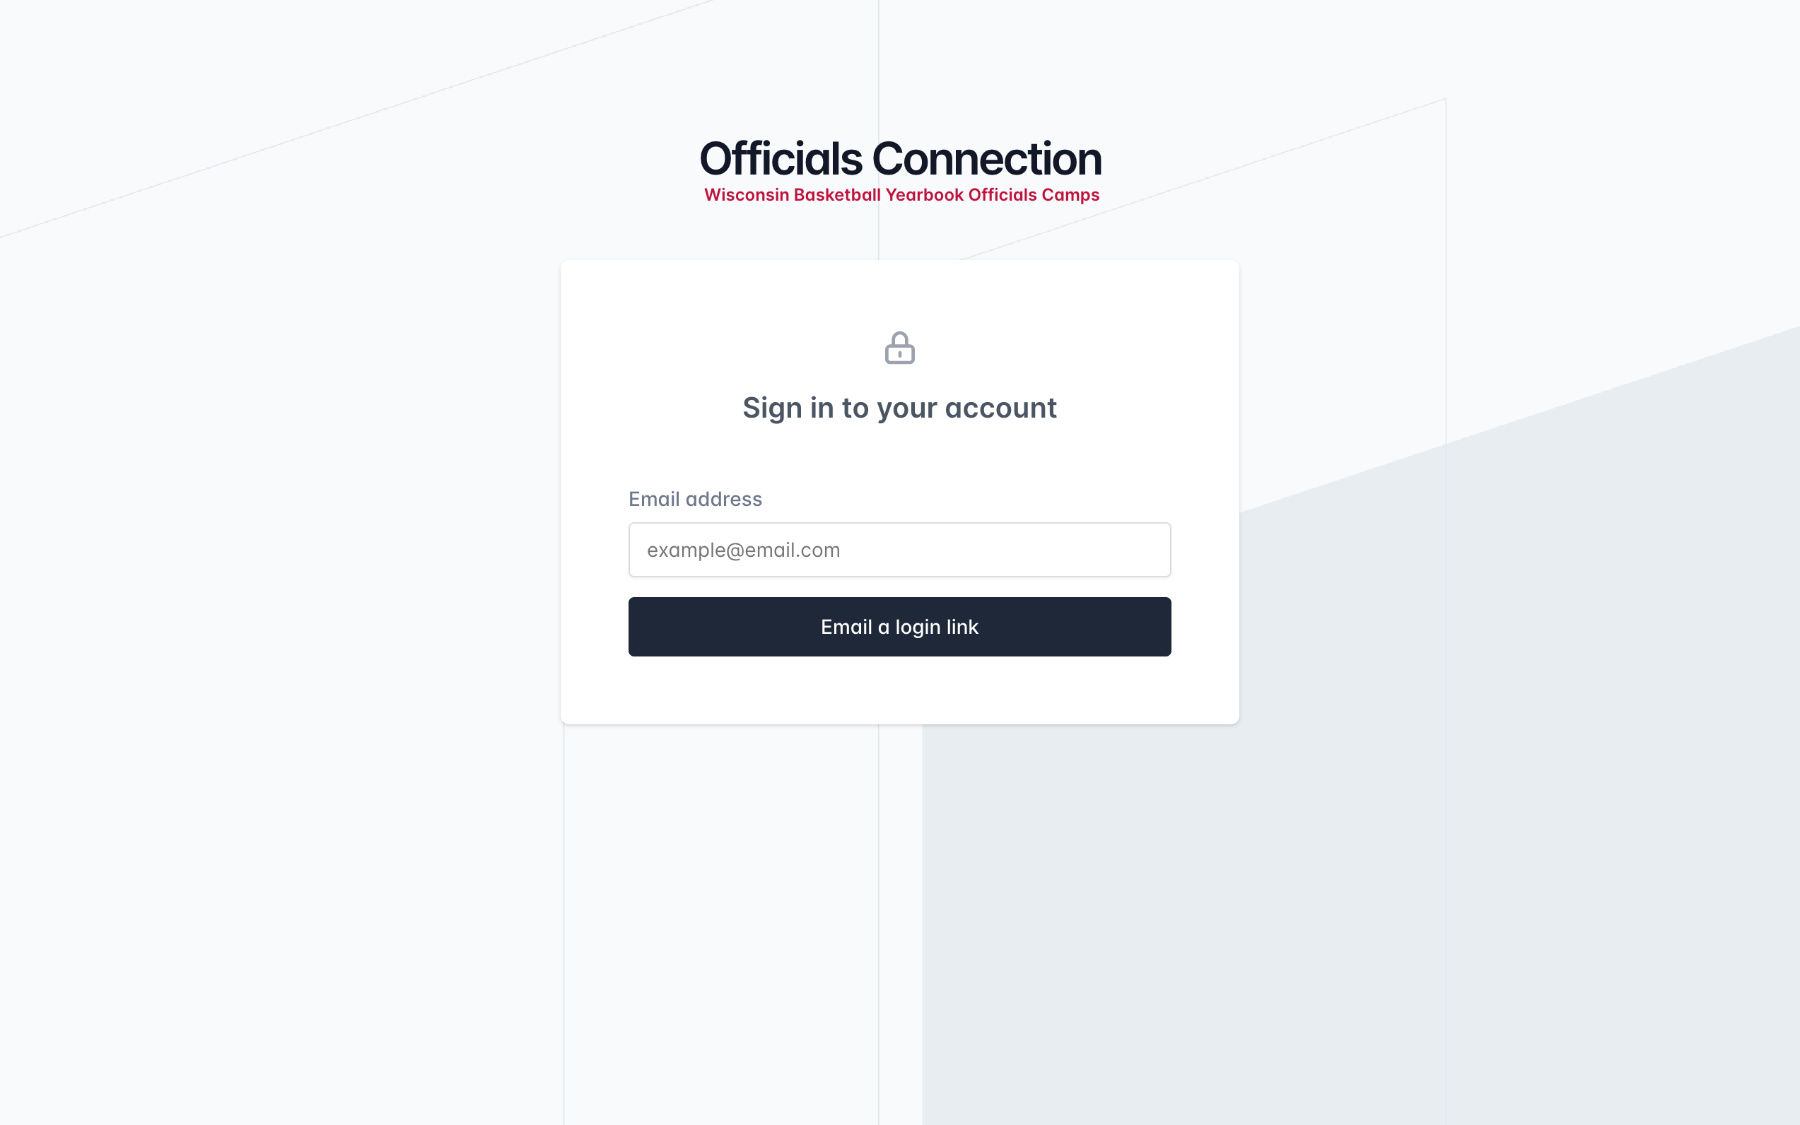 Officials Connection
Wisconsin Basketball Yearbook Officials Camps
Sign in to your account
Email address
example@email.com
Email a login link